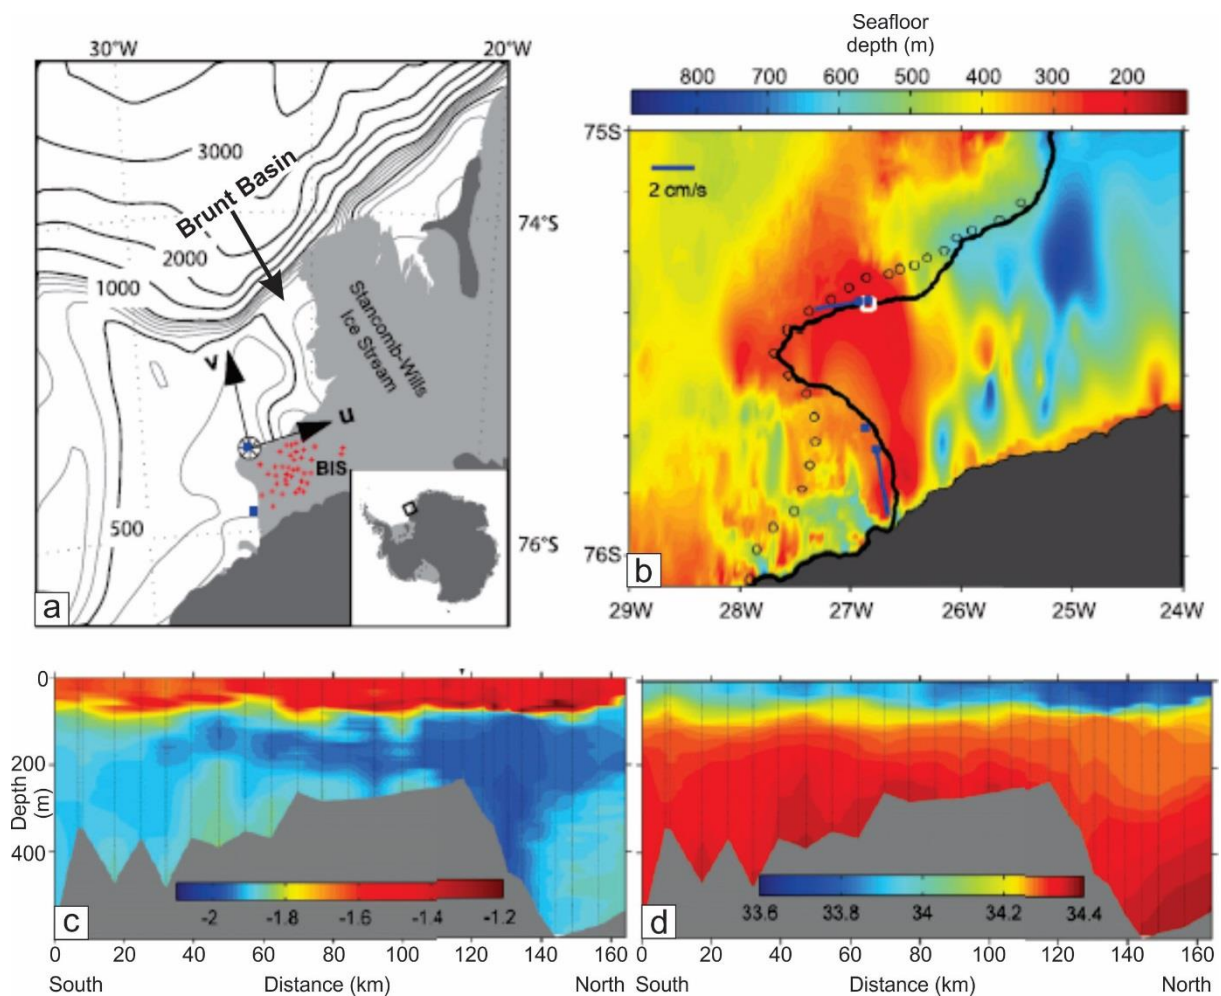 30°W
20°W
3000
Brunt Basin
74°S
2000
1000
Stancomb-Wills
Ice Stream
v
u
BIS
500
76°S
a
Seafloor
depth (m)
800 700 600 500 400 300 200
75S
2 cm/s
76S
b
29W 28W 27W 26W 25W 24W
0
200
400
Depth
(m)
-2 -1.8 -1.6 -1.4 -1.2
c
0 20 40 60 80 100 120 140 160
South Distance (km) North
33.6 33.8 34 34.2 34.4
d
0 20 40 60 80 100 120 140 160
South Distance (km) North